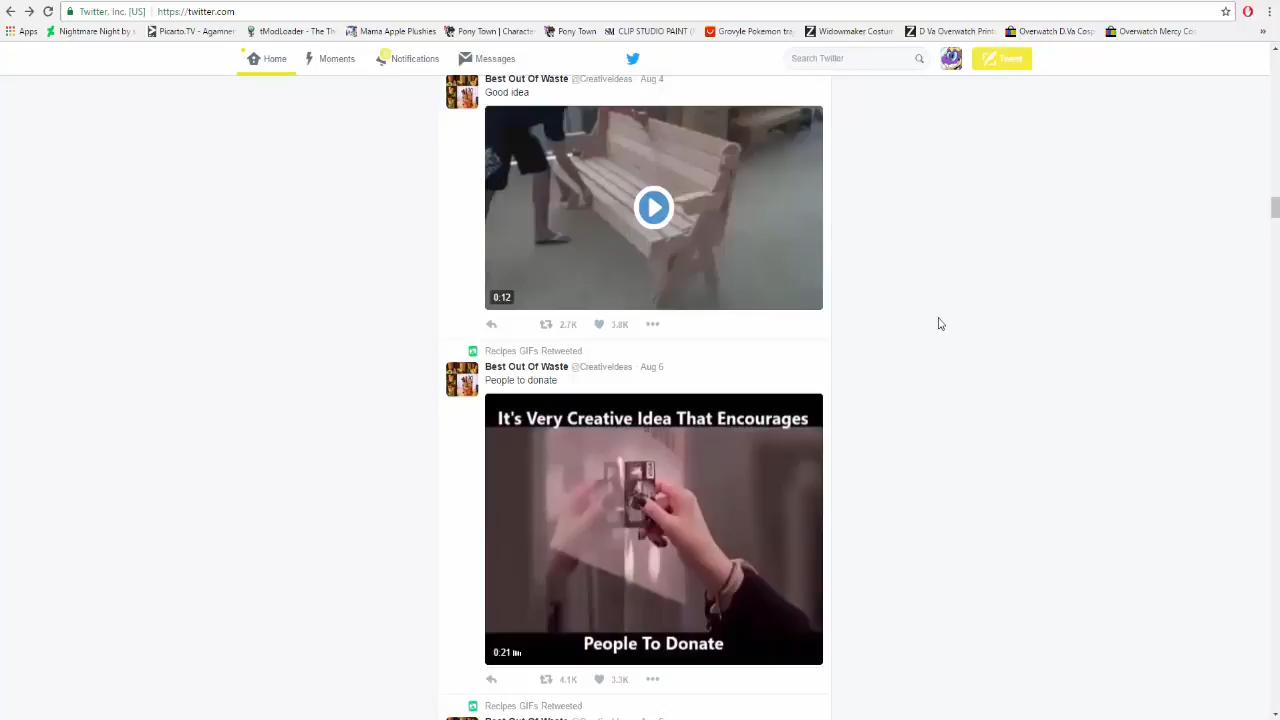 Twitter, Inc. [US] https://twitter.com
Apps Nightmare Night by Picarto.TV - Agamner tModLoader - The Th Mama Apple Plushies Pony Town | Character Pony Town CLIP STUDIO PAINT ( Grovyle Pokemon tra Widowmaker Costum D Va Overwatch Print Overwatch D.Va Cosp Overwatch Mercy Cos »
Home Moments Notifications Messages Search Twitter Tweet
Best Out Of Waste @CreativeIdeas · Aug 4
Good idea
0:12
2.7K 3.8K •••
Recipes GIFs Retweeted
Best Out Of Waste @CreativeIdeas · Aug 6
People to donate
It's Very Creative Idea That Encourages
People To Donate
0:21
4.1K 3.3K •••
Recipes GIFs Retweeted